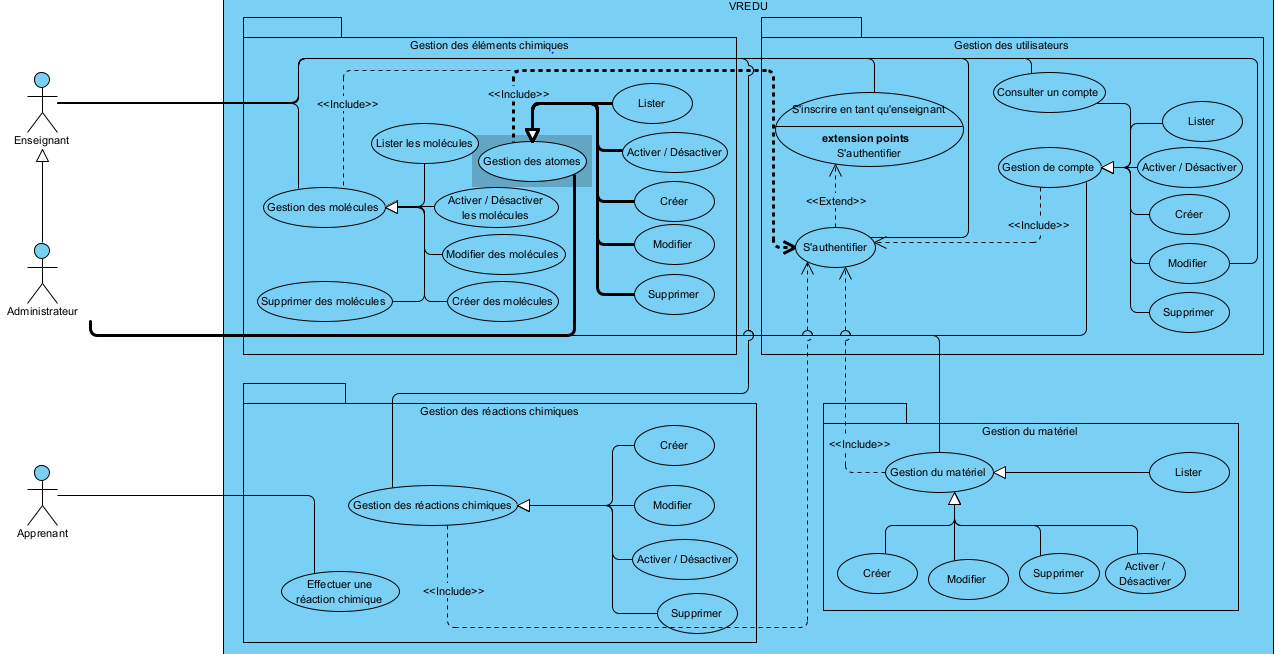 VREDU
Gestion des éléments chimiques
Gestion des utilisateurs
Enseignant
Administrateur
Apprenant
<<Include>>
<<Include>>
Lister
Lister les molécules
Gestion des atomes
Activer / Désactiver
Gestion des molécules
Activer / Désactiver
les molécules
Créer
Modifier des molécules
Modifier
Supprimer des molécules
Créer des molécules
Supprimer
S'inscrire en tant qu'enseignant
extension points
S'authentifier
Consulter un compte
Lister
Gestion de compte
Activer / Désactiver
<<Extend>>
<<Include>>
Créer
S'authentifier
Modifier
Supprimer
Gestion des réactions chimiques
Créer
Gestion des réactions chimiques
Modifier
Activer / Désactiver
Effectuer une
réaction chimique
<<Include>>
Supprimer
Gestion du matériel
<<Include>>
Gestion du matériel
Lister
Créer
Modifier
Supprimer
Activer /
Désactiver